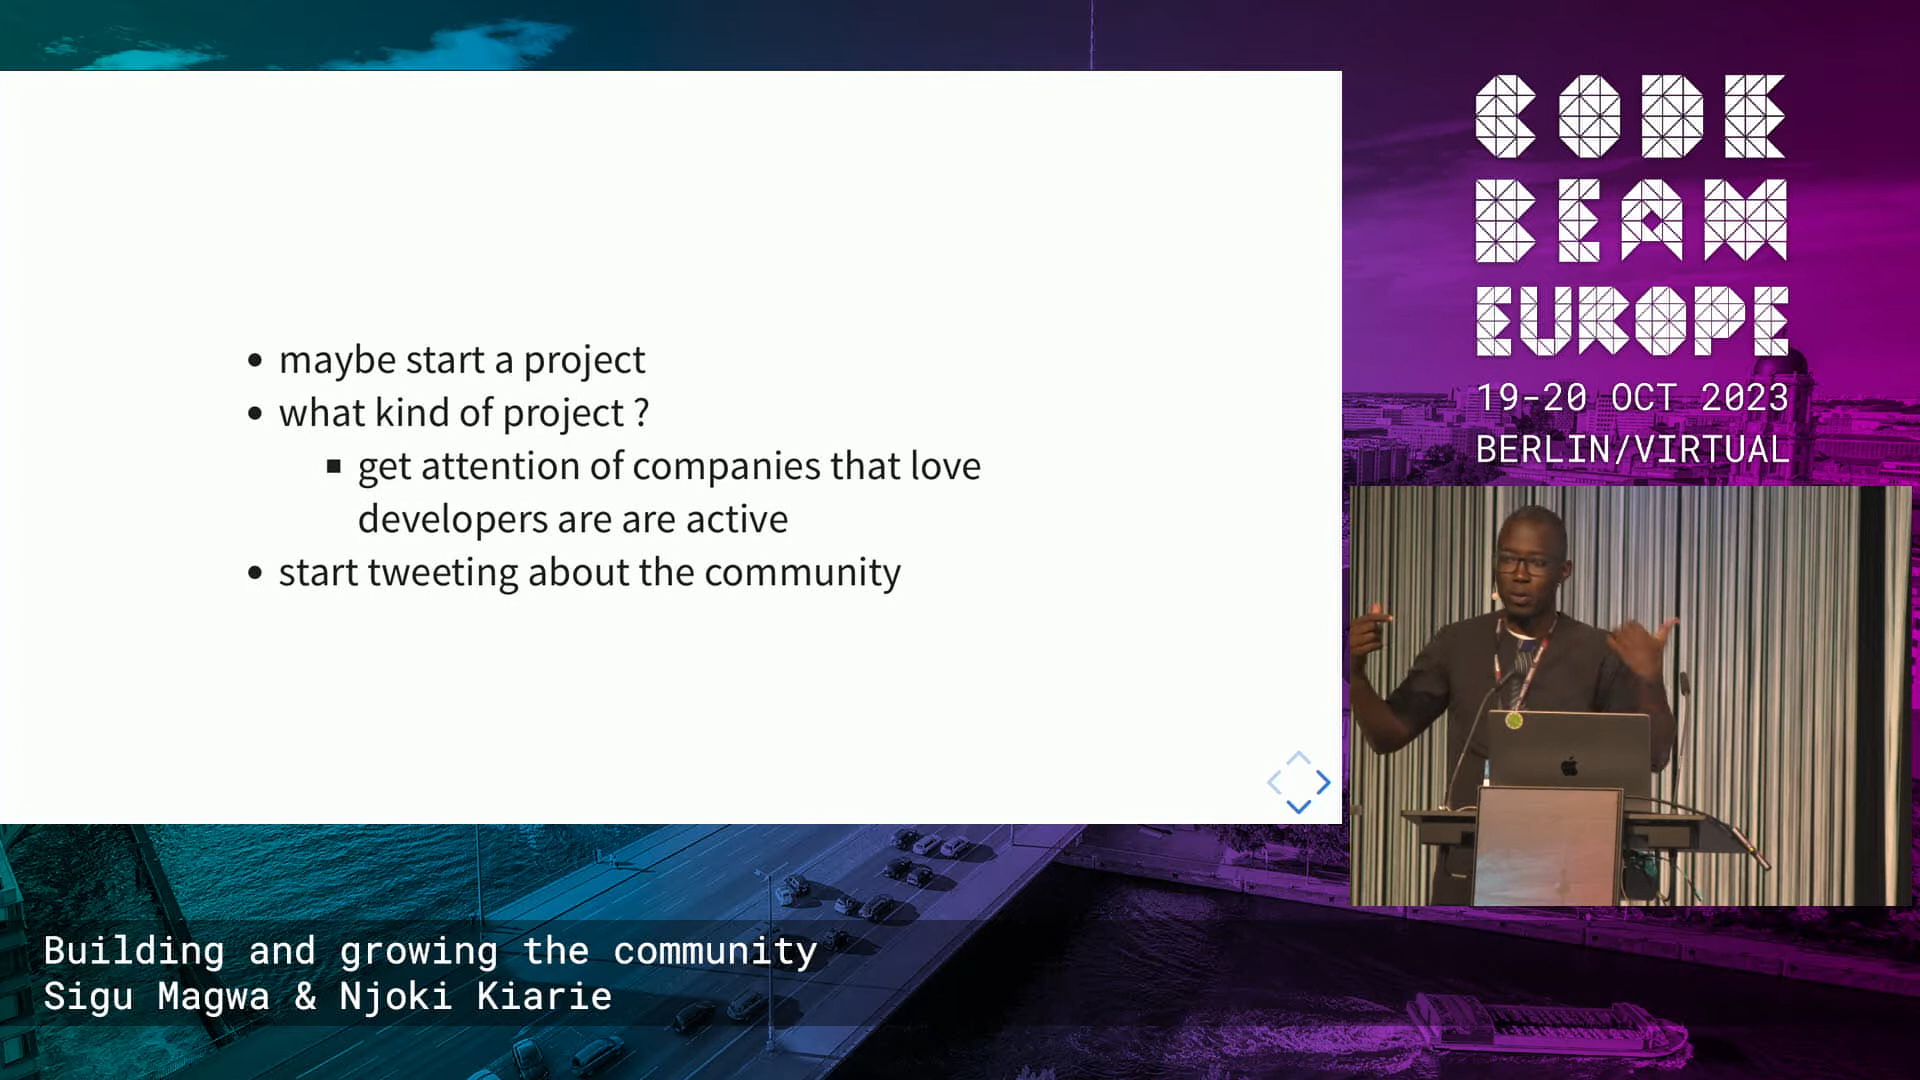 maybe start a project
what kind of project ?
get attention of companies that love
developers are are active
start tweeting about the community
CODE
BEAM
EUROPE
19-20 OCT 2023
BERLIN/VIRTUAL
Building and growing the community
Sigu Magwa & Njoki Kiarie